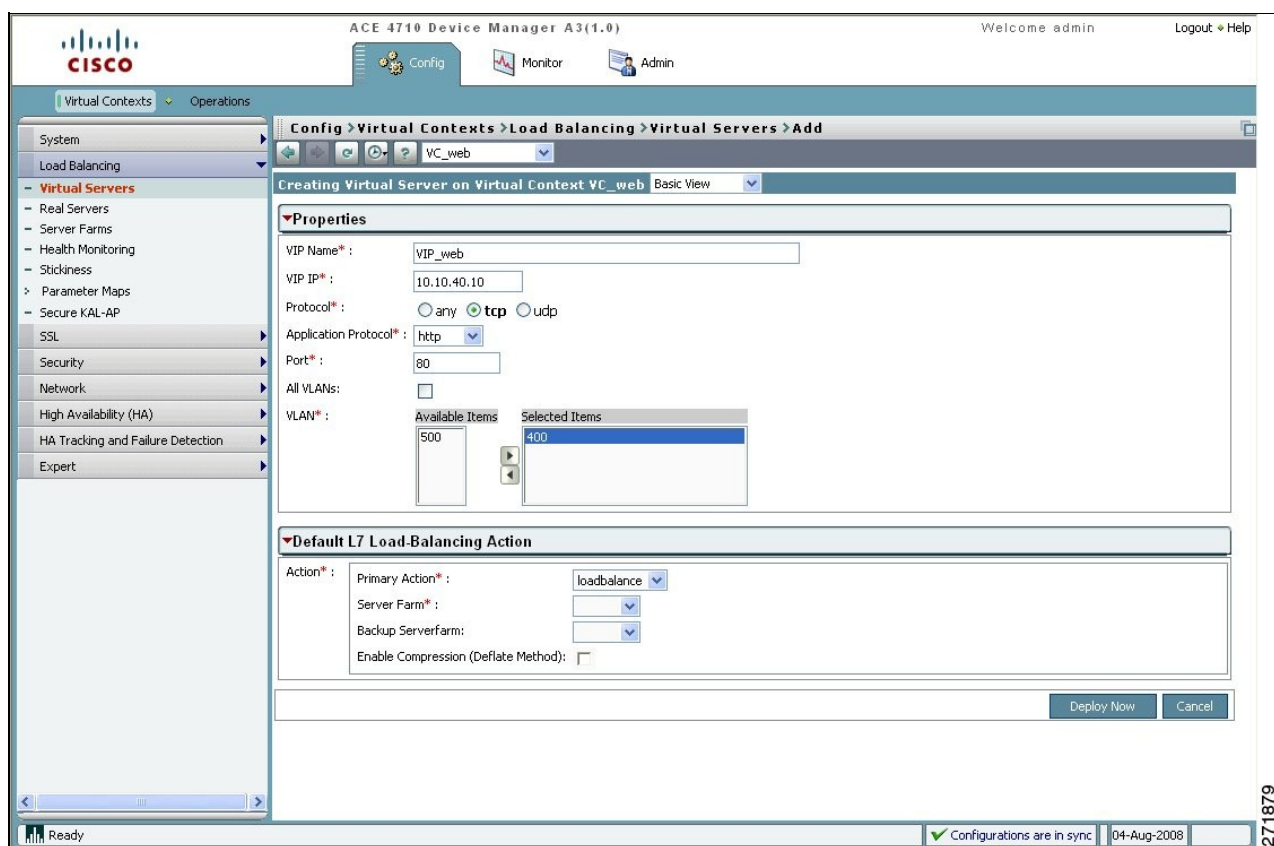 ACE 4710 Device Manager A3(1.0)
Welcome admin
Logout
Help
CISCO
Config
Monitor
Admin
Virtual Contexts
Operations
System
Load Balancing
Virtual Servers
Real Servers
Server Farms
Health Monitoring
Stickiness
Parameter Maps
Secure KAL-AP
SSL
Security
Network
High Availability (HA)
HA Tracking and Failure Detection
Expert
Config > Virtual Contexts > Load Balancing > Virtual Servers > Add
VC_web
Creating Virtual Server on Virtual Context VC_web Basic View
Properties
VIP Name* : VIP_web
VIP IP* : 10.10.40.10
Protocol* : any tcp udp
Application Protocol* : http
Port* : 80
All VLANs:
VLAN* : Available Items Selected Items
500 400
Default L7 Load-Balancing Action
Action* : Primary Action* : loadbalance
Server Farm* :
Backup Serverfarm:
Enable Compression (Deflate Method):
Deploy Now Cancel
Ready
Configurations are in sync
04-Aug-2008
271879